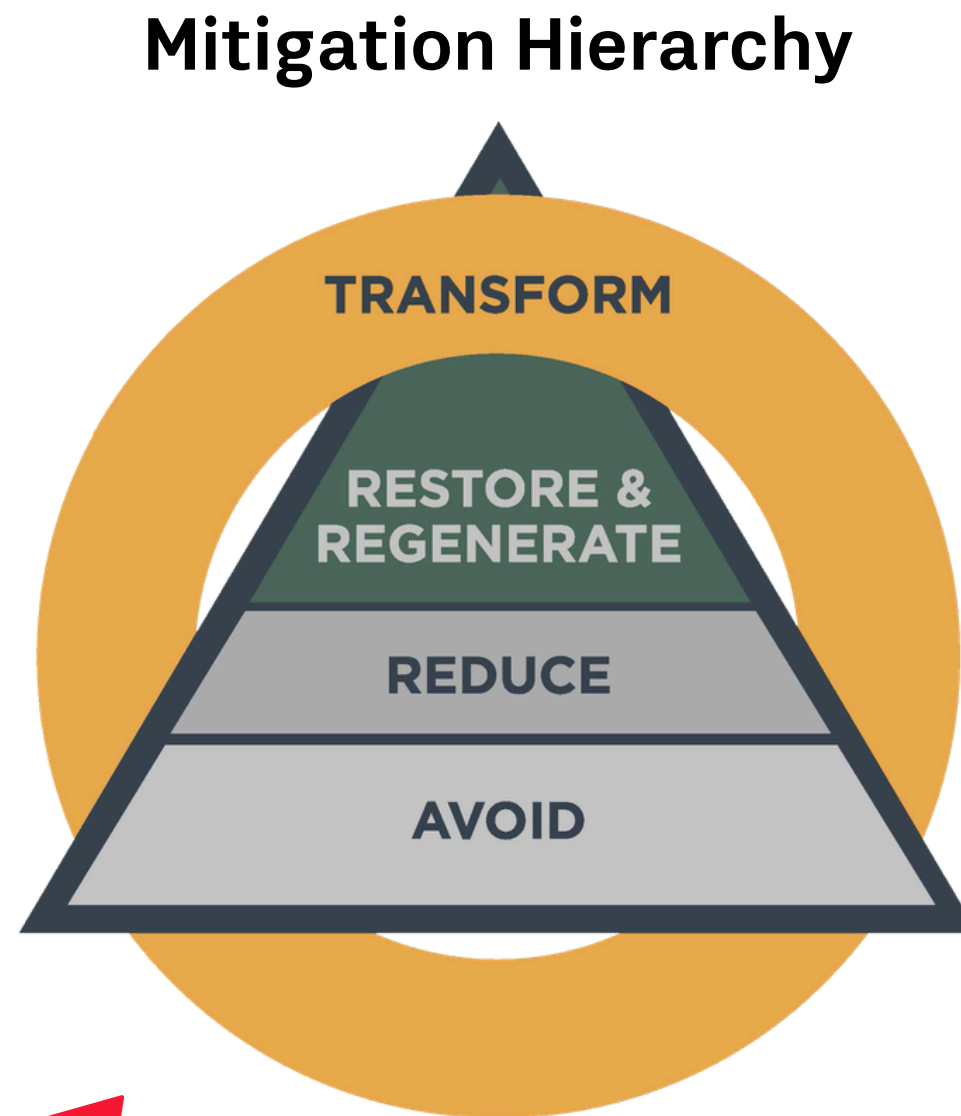 Mitigation Hierarchy
TRANSFORM
RESTORE &
REGENERATE
REDUCE
AVOID